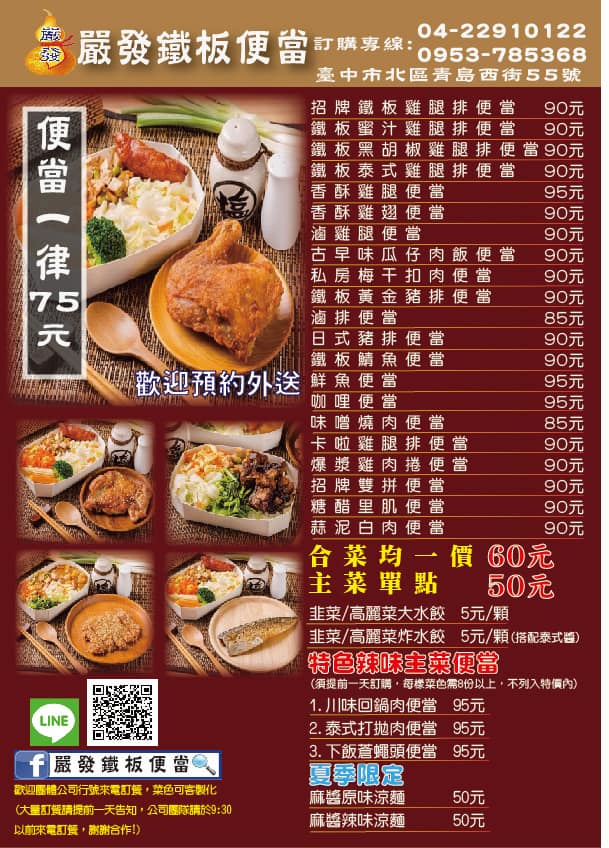 嚴發
嚴發鐵板便當
訂購專線:
04-22910122
0953-785368
臺中市北區青島西街55號
便當一律75元
歡迎預約外送
招牌鐵板雞腿排便當 90元
鐵板蜜汁雞腿排便當 90元
鐵板黑胡椒雞腿排便當 90元
鐵板泰式雞腿排便當 90元
香酥雞腿便當 95元
香酥雞翅便當 90元
滷雞腿便當 90元
古早味瓜仔肉飯便當 90元
私房梅干扣肉便當 90元
鐵板黃金豬排便當 90元
滷排便當 85元
日式豬排便當 90元
鐵板鯖魚便當 90元
鮮魚便當 95元
咖哩便當 95元
味噌燒肉便當 85元
卡啦雞腿排便當 90元
爆漿雞肉捲便當 90元
招牌雙拼便當 90元
糖醋里肌便當 90元
蒜泥白肉便當 90元
合菜均一價 60元
主菜單點 50元
韭菜/高麗菜大水餃 5元/顆
韭菜/高麗菜炸水餃 5元/顆(搭配泰式醬)
特色辣味主菜便當
(須提前一天訂購，每樣菜色需8份以上，不列入特價內)
1.川味回鍋肉便當 95元
2.泰式打拋肉便當 95元
3.下飯蒼蠅頭便當 95元
夏季限定
麻醬原味涼麵 50元
麻醬辣味涼麵 50元
LINE
f 嚴發鐵板便當
歡迎團體公司行號來電訂餐，菜色可客製化
(大量訂餐請提前一天告知，公司團隊請於9:30
以前來電訂餐，謝謝合作!)